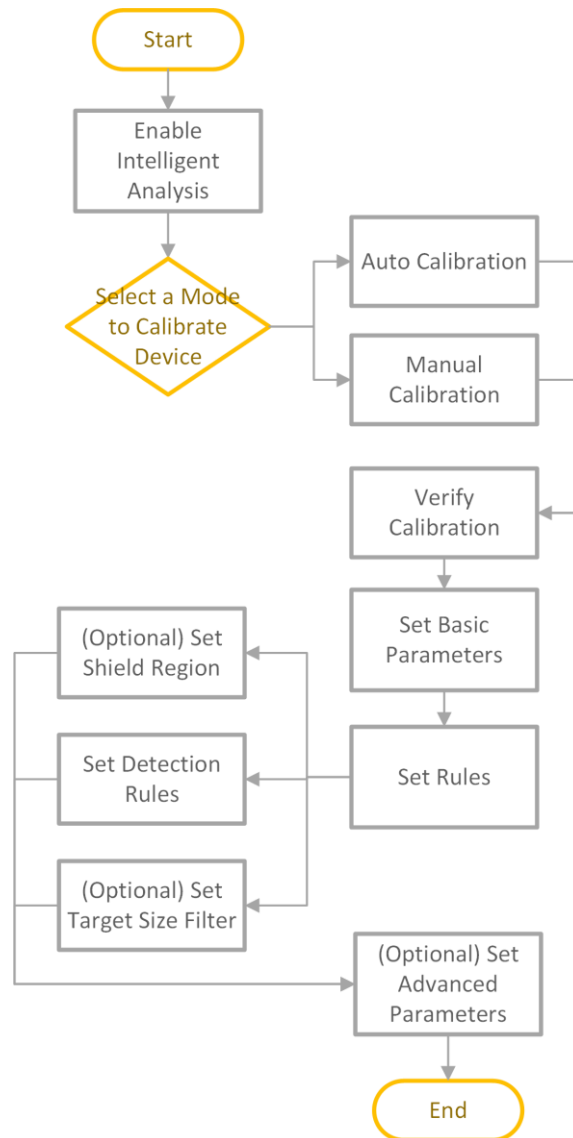 Start
Enable
Intelligent
Analysis
Select a Mode
to Calibrate
Device
Auto Calibration
Manual
Calibration
Verify
Calibration
Set Basic
Parameters
Set Rules
(Optional) Set
Shield Region
Set Detection
Rules
(Optional) Set
Target Size Filter
(Optional) Set
Advanced
Parameters
End